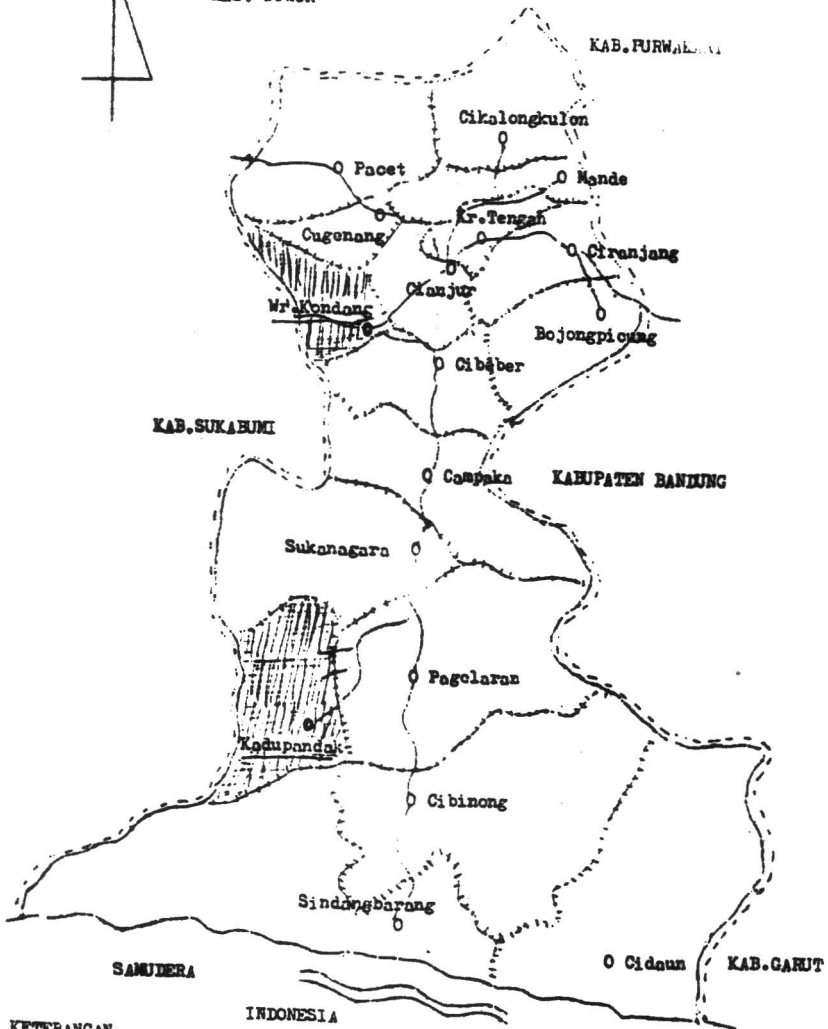 KAB.
Cikalongkulon
Pacet
Mande
Kr.Tengah
Cugenang
Ciranjang
Cianjur
Wr.Kondang
Bojongpicung
Cibeber
KAB.SUKABUMI
Campaka
KABUPATEN BANDUNG
Sukanagara
Pagelaran
Kadupandak
Cibinong
Sindangbarang
Cidaun
KAB.GARUT
SAMUDERA
INDONESIA
KETERANGAN